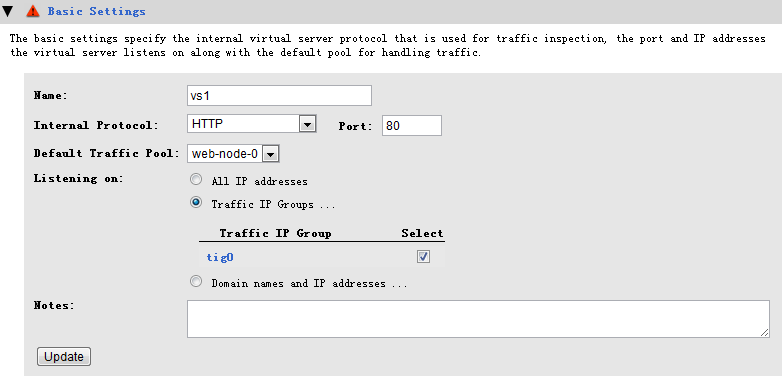 Basic Settings
The basic settings specify the internal virtual server protocol that is used for traffic inspection, the port and IP addresses
the virtual server listens on along with the default pool for handling traffic.
Name: vs1
Internal Protocol: HTTP Port: 80
Default Traffic Pool: web-node-0
Listening on: All IP addresses
Traffic IP Groups ...
Traffic IP Group Select
tig0
Domain names and IP addresses ...
Notes:
Update